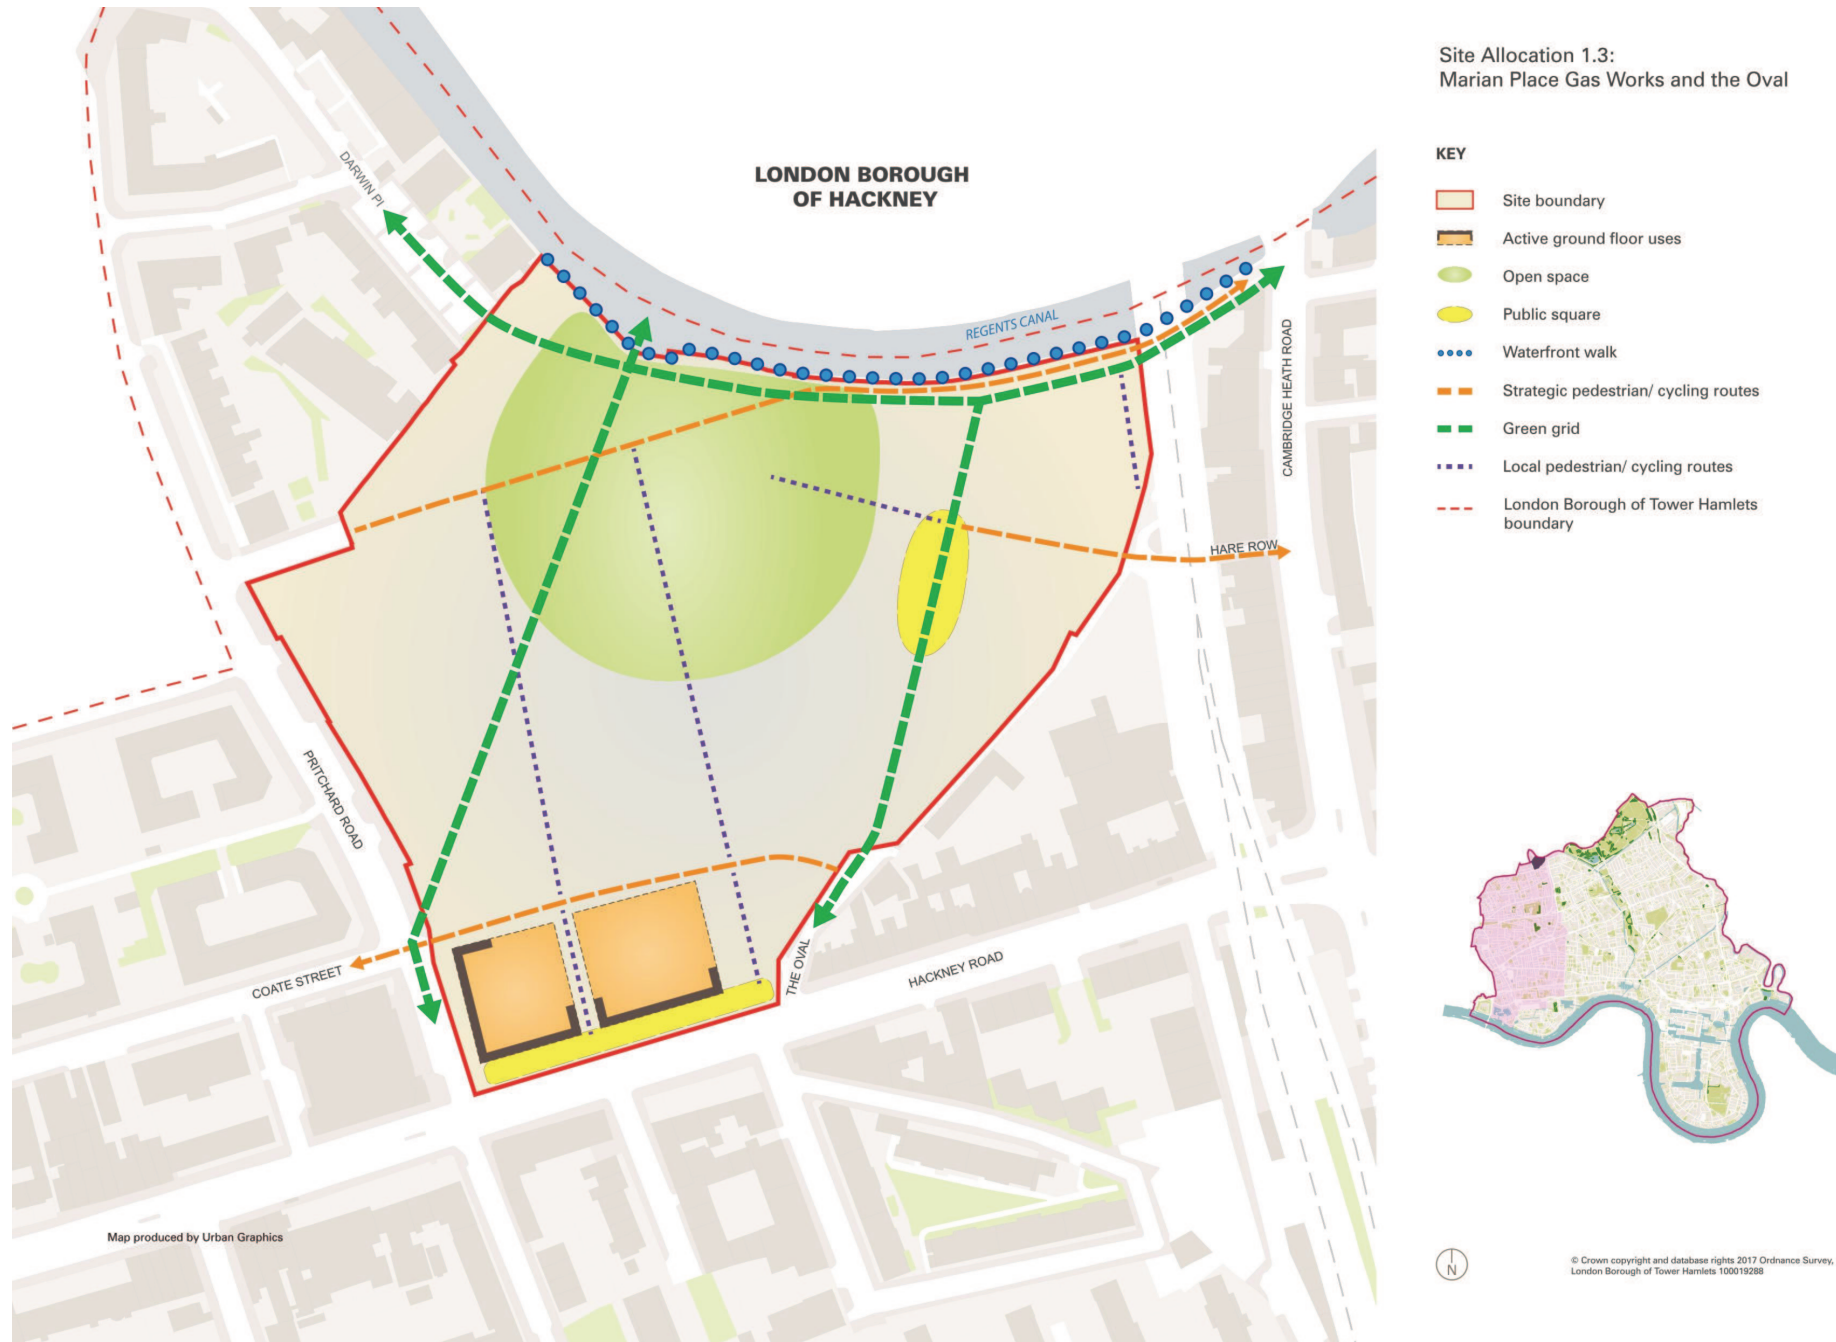 Site Allocation 1.3:
Marian Place Gas Works and the Oval
KEY
Site boundary
Active ground floor uses
Open space
Public square
Waterfront walk
Strategic pedestrian/ cycling routes
Green grid
Local pedestrian/ cycling routes
London Borough of Tower Hamlets
boundary
LONDON BOROUGH
OF HACKNEY
DARWIN Pl
REGENTS CANAL
CAMBRIDGE HEATH ROAD
HARE ROW
PRITCHARD ROAD
COATE STREET
THE OVAL
HACKNEY ROAD
Map produced by Urban Graphics
N
© Crown copyright and database rights 2017 Ordnance Survey,
London Borough of Tower Hamlets 100019288